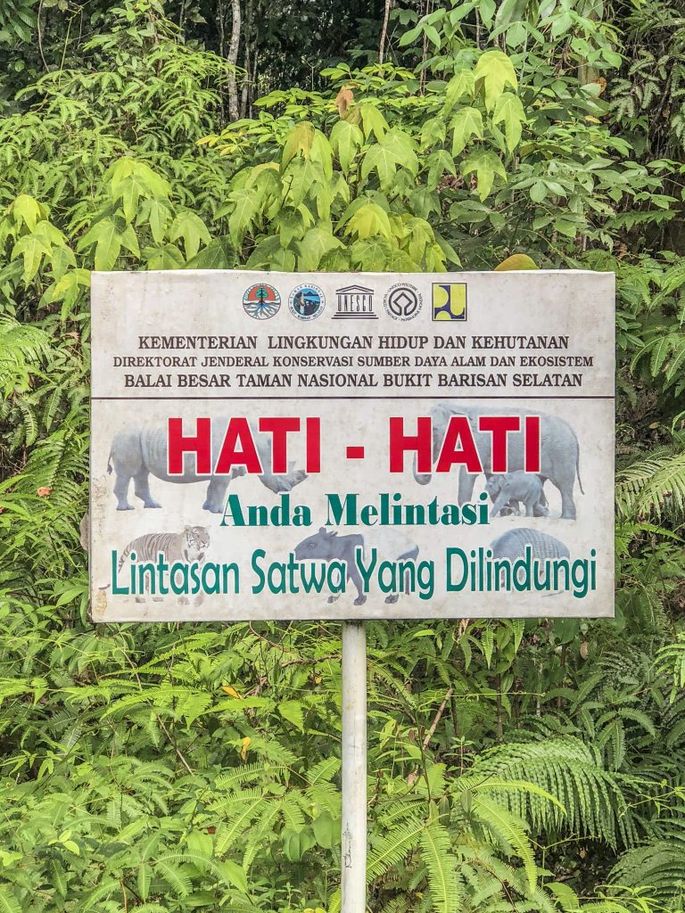 UNESCO
KEMENTERIAN LINGKUNGAN HIDUP DAN KEHUTANAN
DIREKTORAT JENDERAL KONSERVASI SUMBER DAYA ALAM DAN EKOSISTEM
BALAI BESAR TAMAN NASIONAL BUKIT BARISAN SELATAN
HATI - HATI
Anda Melintasi
Lintasan Satwa Yang Dilindungi